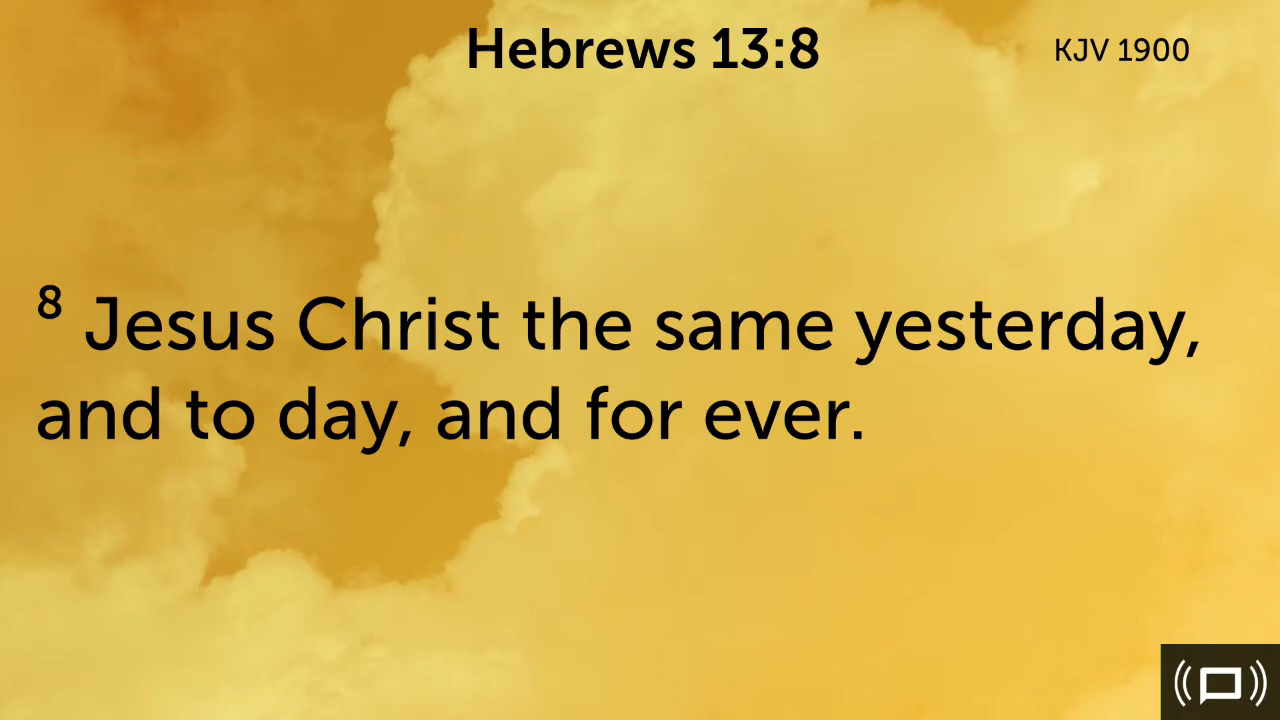 Hebrews 13:8
KJV 1900
8 Jesus Christ the same yesterday,
and to day, and for ever.